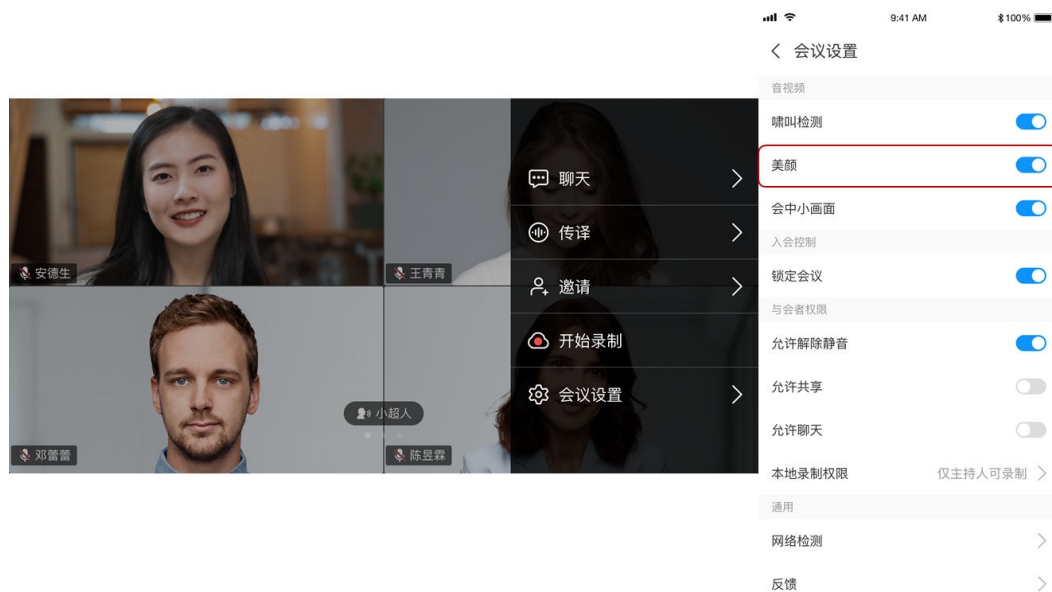 聊天
传译
邀请
开始录制
会议设置
安德生
王青青
小超人
邓蕾蕾
陈昱霖
9:41 AM
100%
会议设置
音视频
啸叫检测
美颜
会中小画面
入会控制
锁定会议
与会者权限
允许解除静音
允许共享
允许聊天
本地录制权限 仅主持人可录制
通用
网络检测
反馈